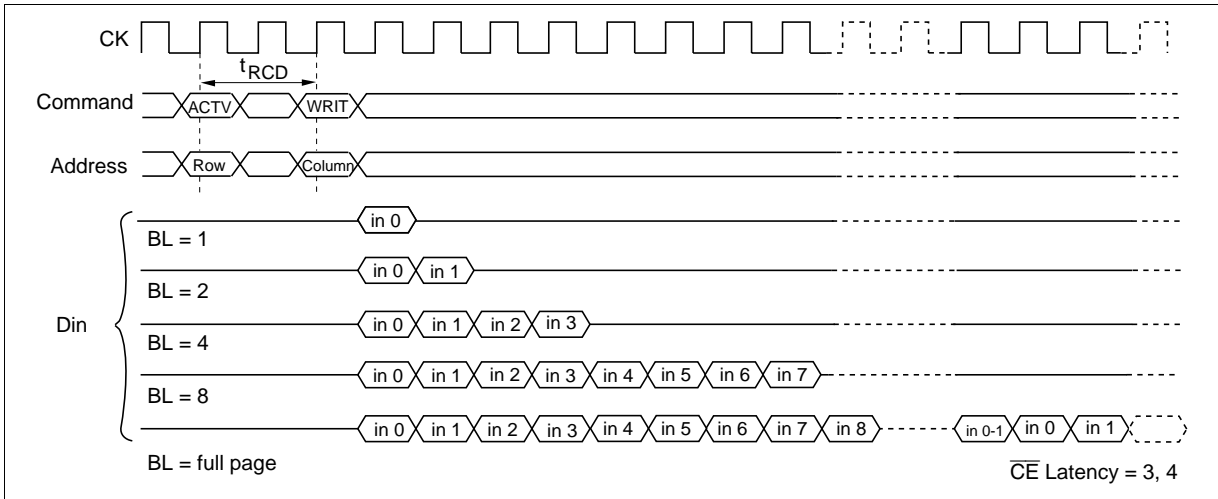 CK
tRCD
Command ACTV WRIT
Address Row Column
in 0
BL = 1
in 0 in 1
BL = 2
Din
in 0 in 1 in 2 in 3
BL = 4
in 0 in 1 in 2 in 3 in 4 in 5 in 6 in 7
BL = 8
in 0 in 1 in 2 in 3 in 4 in 5 in 6 in 7 in 8 in 0-1 in 0 in 1
BL = full page
C̅E̅ Latency = 3, 4